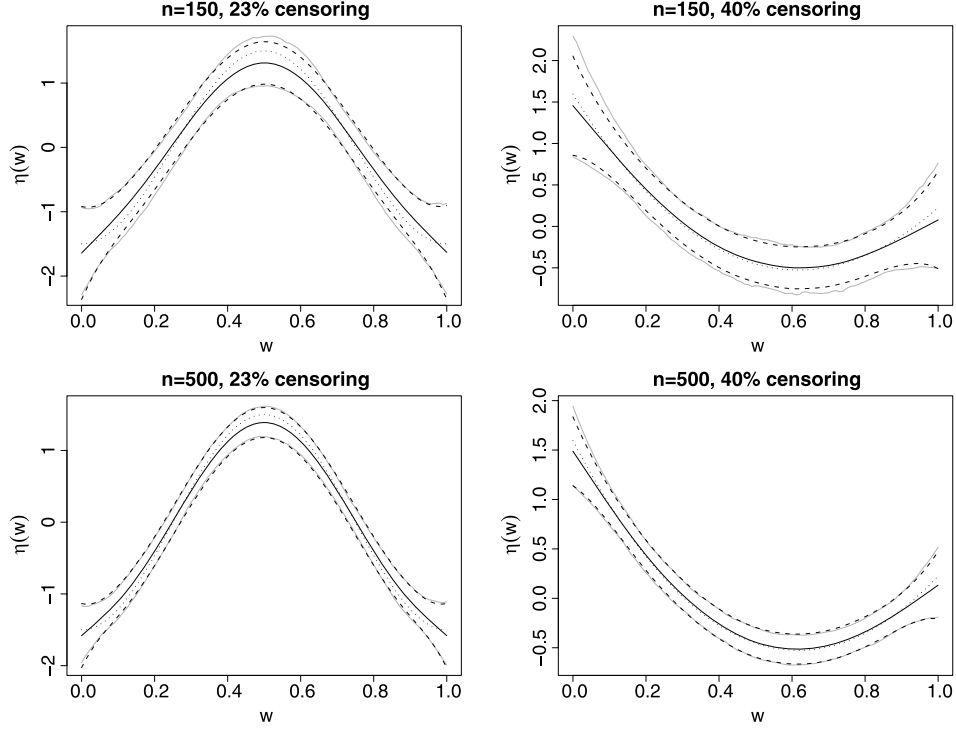 n=150, 23% censoring
η(w)
1
0
−1
−2
0.0 0.2 0.4 0.6 0.8 1.0
w
n=150, 40% censoring
η(w)
2.0
1.5
1.0
0.5
0.0
−0.5
0.0 0.2 0.4 0.6 0.8 1.0
w
n=500, 23% censoring
η(w)
1
0
−1
−2
0.0 0.2 0.4 0.6 0.8 1.0
w
n=500, 40% censoring
η(w)
2.0
1.5
1.0
0.5
0.0
−0.5
0.0 0.2 0.4 0.6 0.8 1.0
w